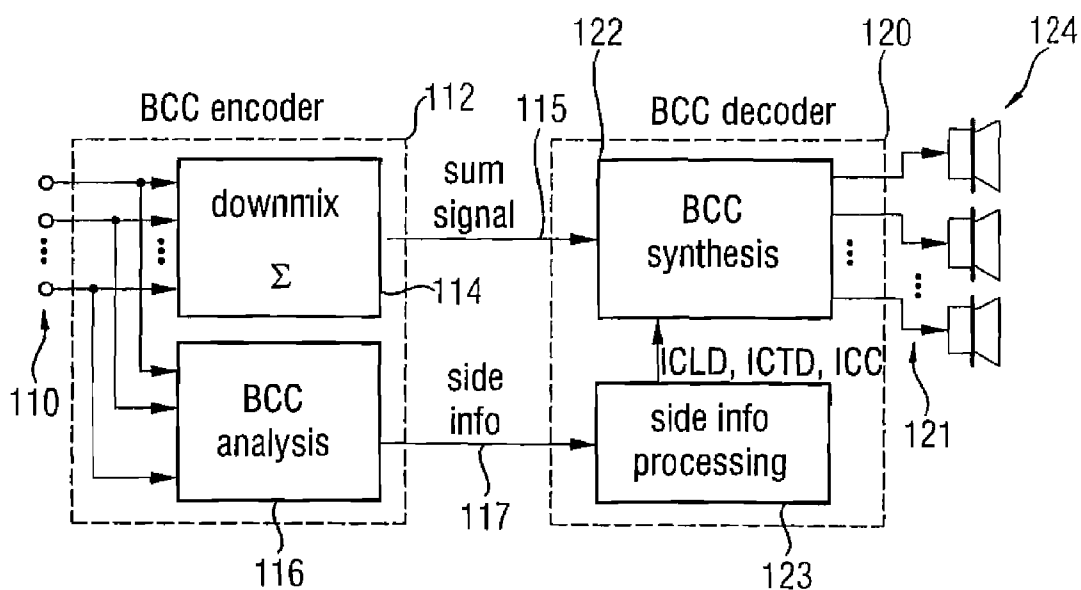 122
120
124
BCC encoder
112
115
BCC decoder
downmix
Σ
sum
signal
BCC
synthesis
114
110
ICLD, ICTD, ICC
BCC
analysis
side
info
side info
processing
121
117
116
123